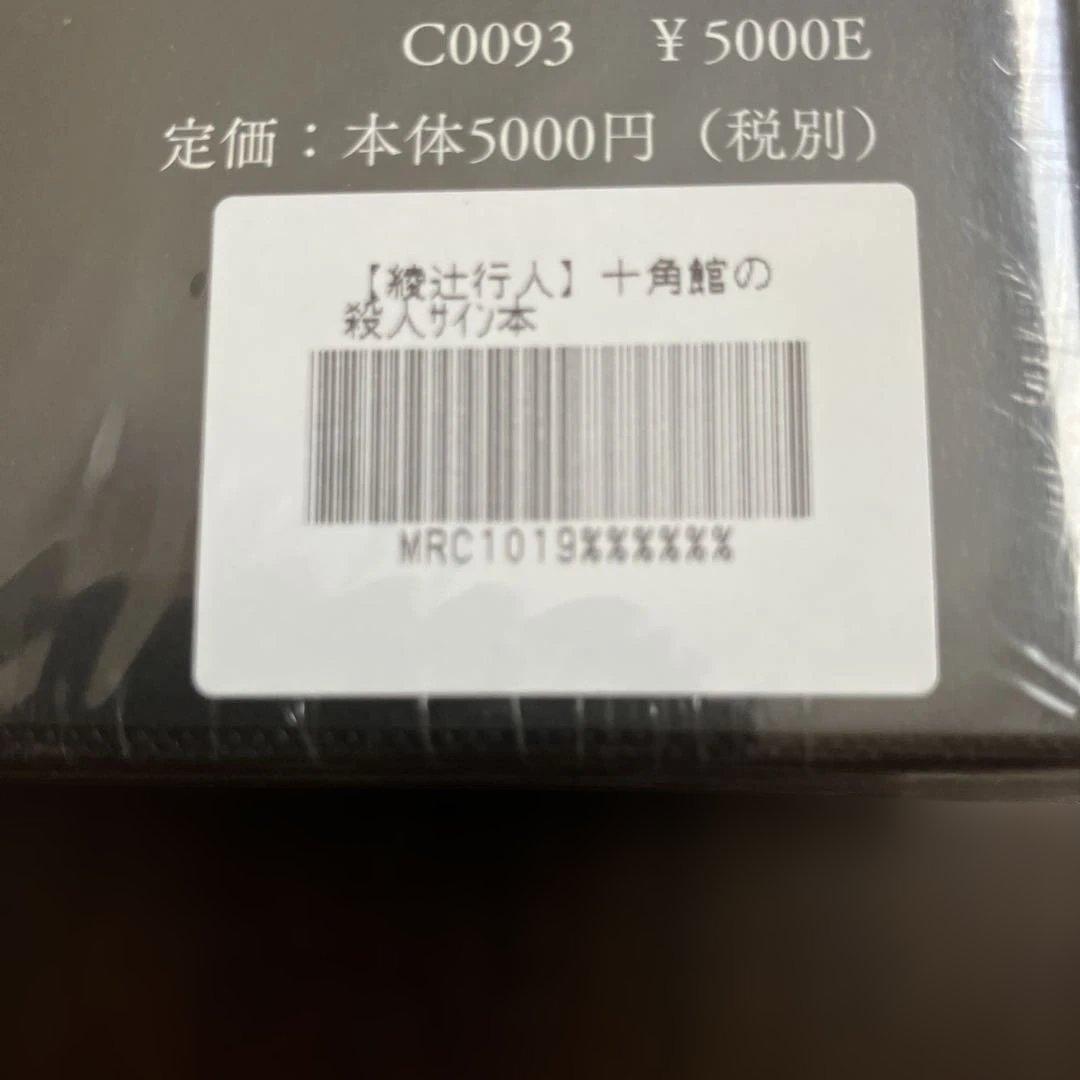 C0093 ¥5000E
定価：本体5000円（税別）
【綾辻行人】十角館の
殺人ｻｲﾝ本
MRC1019%%%%%%